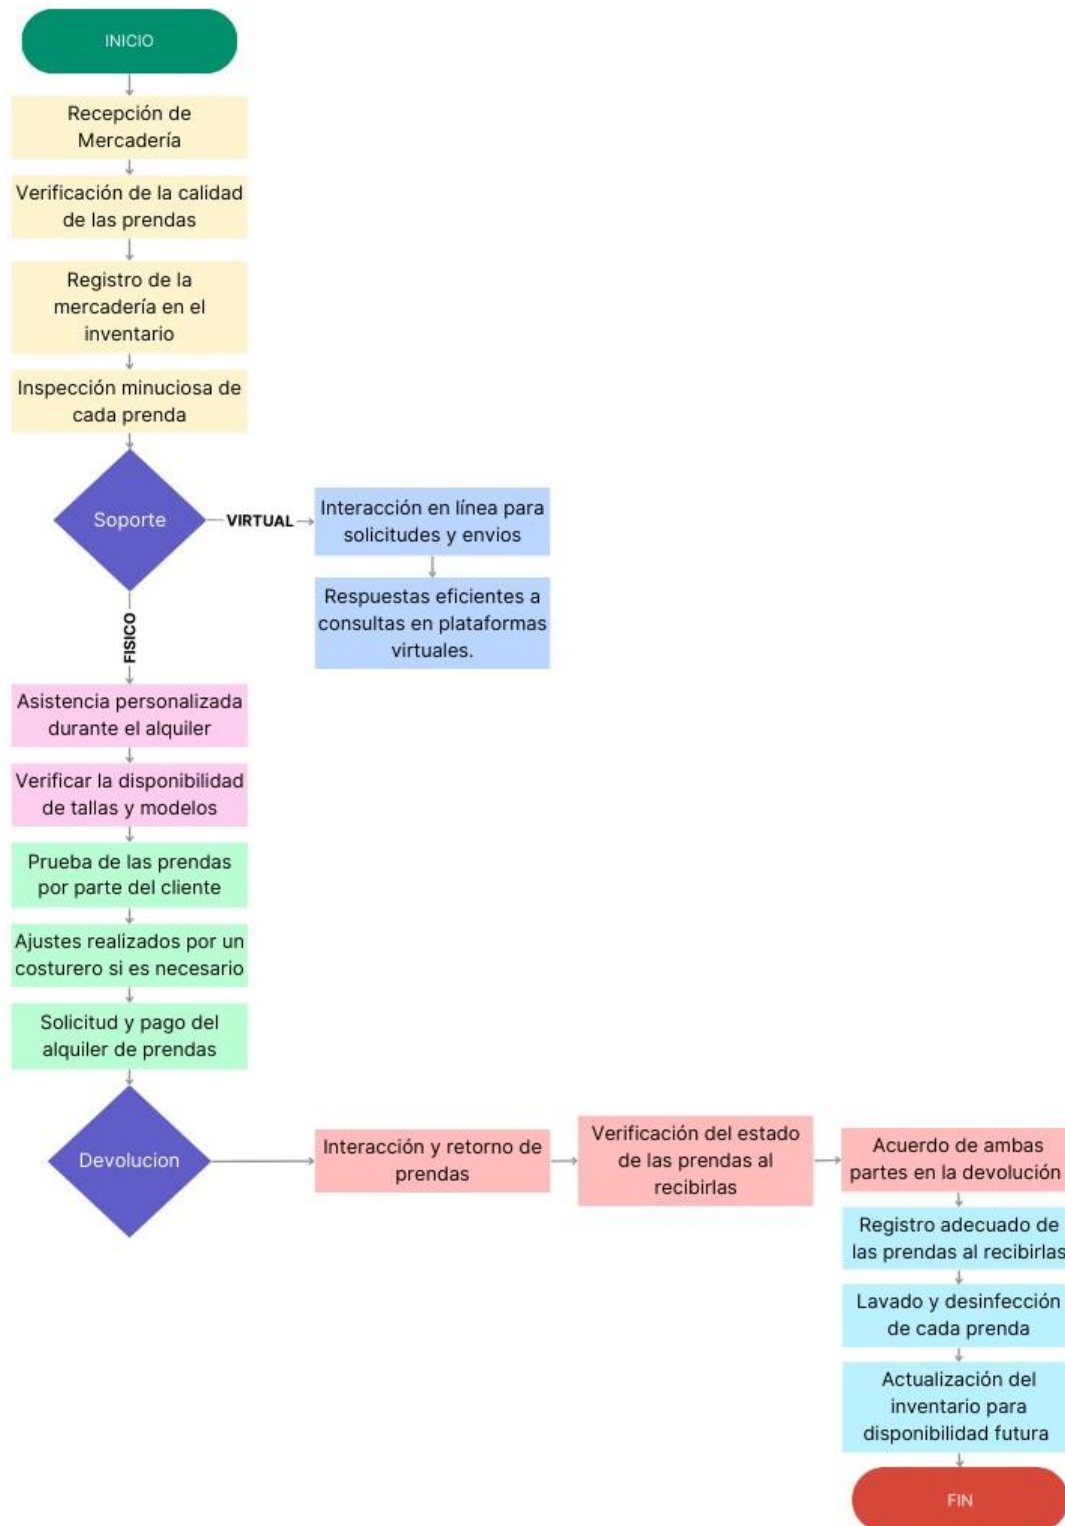 INICIO
Recepción de
Mercadería
Verificación de la calidad
de las prendas
Registro de la
mercadería en el
inventario
Inspección minuciosa de
cada prenda
Soporte
VIRTUAL
Interacción en línea para
solicitudes y envios
Respuestas eficientes a
consultas en plataformas
virtuales.
FISICO
Asistencia personalizada
durante el alquiler
Verificar la disponibilidad
de tallas y modelos
Prueba de las prendas
por parte del cliente
Ajustes realizados por un
costurero si es necesario
Solicitud y pago del
alquiler de prendas
Devolucion
Interacción y retorno de
prendas
Verificación del estado
de las prendas al
recibirlas
Acuerdo de ambas
partes en la devolución
Registro adecuado de
las prendas al recibirlas
Lavado y desinfección
de cada prenda
Actualización del
inventario para
disponibilidad futura
FIN